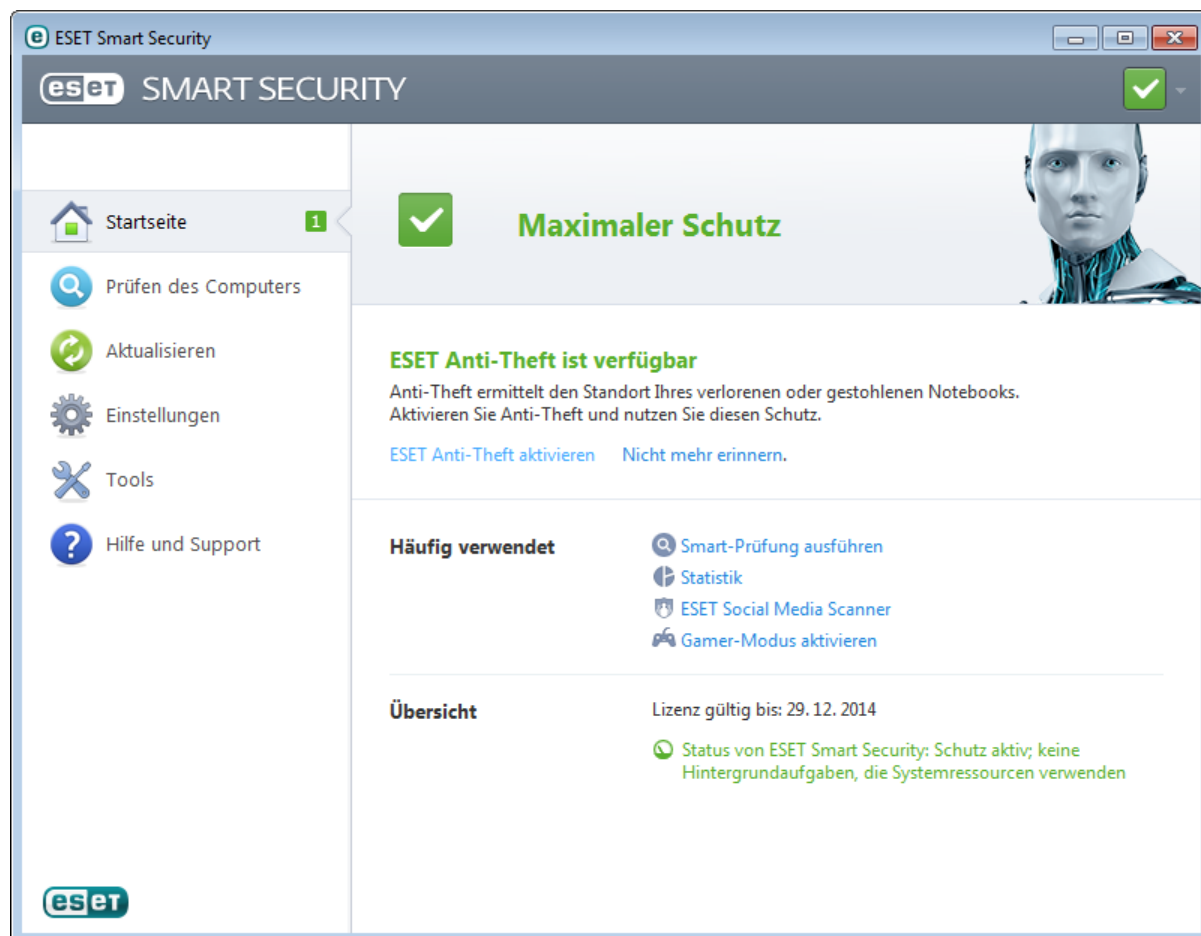 ESET Smart Security
eset SMART SECURITY
Startseite 1
Prüfen des Computers
Aktualisieren
Einstellungen
Tools
Hilfe und Support
Maximaler Schutz
ESET Anti-Theft ist verfügbar
Anti-Theft ermittelt den Standort Ihres verlorenen oder gestohlenen Notebooks.
Aktivieren Sie Anti-Theft und nutzen Sie diesen Schutz.
ESET Anti-Theft aktivieren Nicht mehr erinnern.
Häufig verwendet
Smart-Prüfung ausführen
Statistik
ESET Social Media Scanner
Gamer-Modus aktivieren
Übersicht
Lizenz gültig bis: 29. 12. 2014
Status von ESET Smart Security: Schutz aktiv; keine
Hintergrundaufgaben, die Systemressourcen verwenden
eset